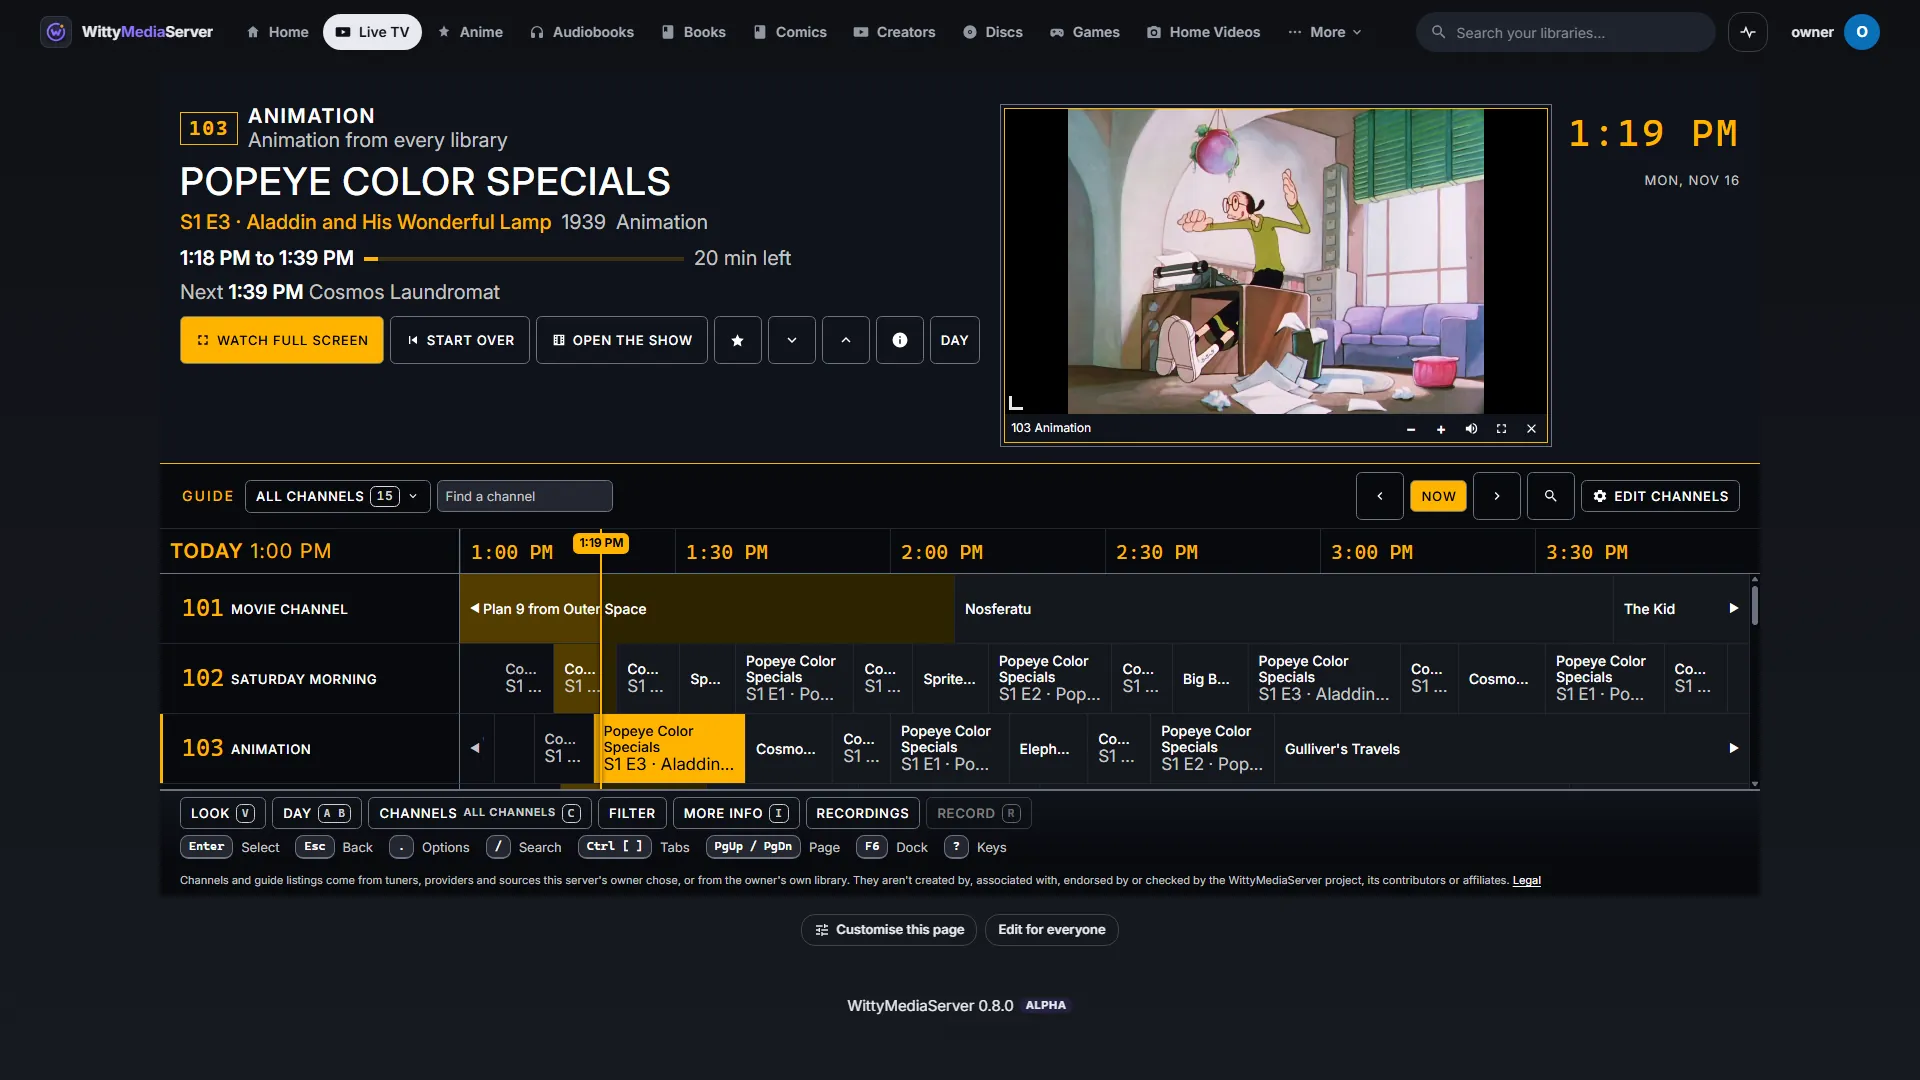 WittyMediaServer
Home
Live TV
Anime
Audiobooks
Books
Comics
Creators
Discs
Games
Home Videos
More
Search your libraries...
owner
O
103
ANIMATION
Animation from every library
POPEYE COLOR SPECIALS
S1 E3 · Aladdin and His Wonderful Lamp 1939 Animation
1:18 PM to 1:39 PM
20 min left
Next 1:39 PM Cosmos Laundromat
WATCH FULL SCREEN
START OVER
OPEN THE SHOW
DAY
103 Animation
1:19 PM
MON, NOV 16
GUIDE
ALL CHANNELS 15
Find a channel
NOW
EDIT CHANNELS
TODAY 1:00 PM
1:00 PM
1:19 PM
1:30 PM
2:00 PM
2:30 PM
3:00 PM
3:30 PM
101 MOVIE CHANNEL
Plan 9 from Outer Space
Nosferatu
The Kid
102 SATURDAY MORNING
Co...
S1 ...
Co...
S1 ...
Co...
S1 ...
Sp...
Popeye Color
Specials
S1 E1 · Po...
Co...
S1 ...
Sprite...
Popeye Color
Specials
S1 E2 · Pop...
Co...
S1 ...
Big B...
Popeye Color
Specials
S1 E3 · Aladdin...
Co...
S1 ...
Cosmo...
Popeye Color
Specials
S1 E1 · Po...
Co...
S1 ...
103 ANIMATION
Co...
S1 ...
Popeye Color
Specials
S1 E3 · Aladdin...
Cosmo...
Co...
S1 ...
Popeye Color
Specials
S1 E1 · Po...
Eleph...
Co...
S1 ...
Popeye Color
Specials
S1 E2 · Pop...
Gulliver's Travels
LOOK V
DAY A B
CHANNELS ALL CHANNELS C
FILTER
MORE INFO I
RECORDINGS
RECORD R
Enter Select
Esc Back
. Options
/ Search
Ctrl [ ] Tabs
PgUp / PgDn Page
F6 Dock
? Keys
Channels and guide listings come from tuners, providers and sources this server's owner chose, or from the owner's own library. They aren't created by, associated with, endorsed by or checked by the WittyMediaServer project, its contributors or affiliates. Legal
Customise this page
Edit for everyone
WittyMediaServer 0.8.0 ALPHA